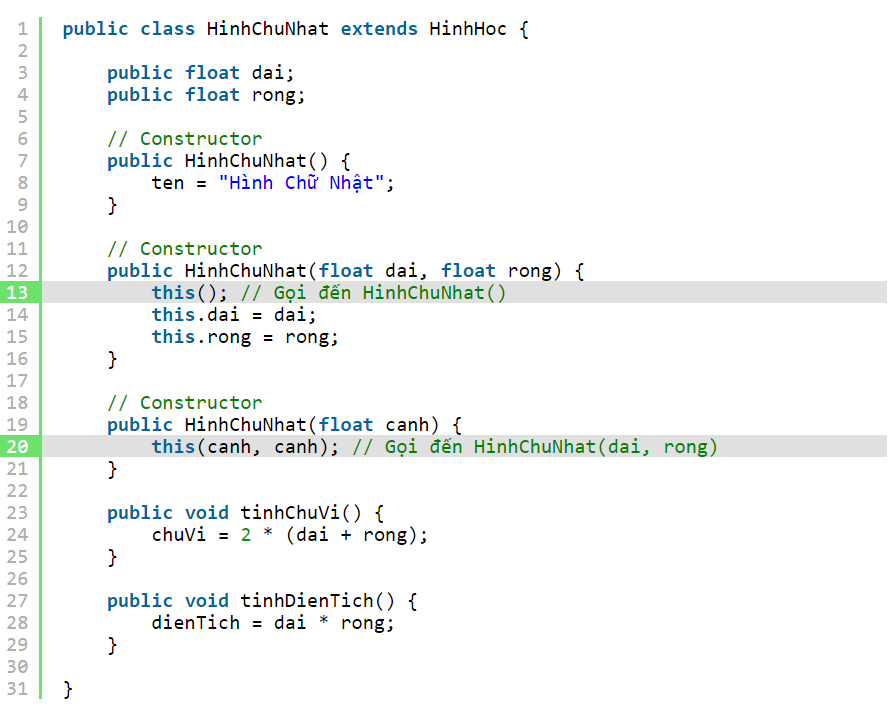 1 public class HinhChuNhat extends HinhHoc {
2
3 public float dai;
4 public float rong;
5
6 // Constructor
7 public HinhChuNhat() {
8 ten = "Hình Chữ Nhật";
9 }
10
11 // Constructor
12 public HinhChuNhat(float dai, float rong) {
13 this(); // Gọi đến HinhChuNhat()
14 this.dai = dai;
15 this.rong = rong;
16 }
17
18 // Constructor
19 public HinhChuNhat(float canh) {
20 this(canh, canh); // Gọi đến HinhChuNhat(dai, rong)
21 }
22
23 public void tinhChuVi() {
24 chuVi = 2 * (dai + rong);
25 }
26
27 public void tinhDienTich() {
28 dienTich = dai * rong;
29 }
30
31 }